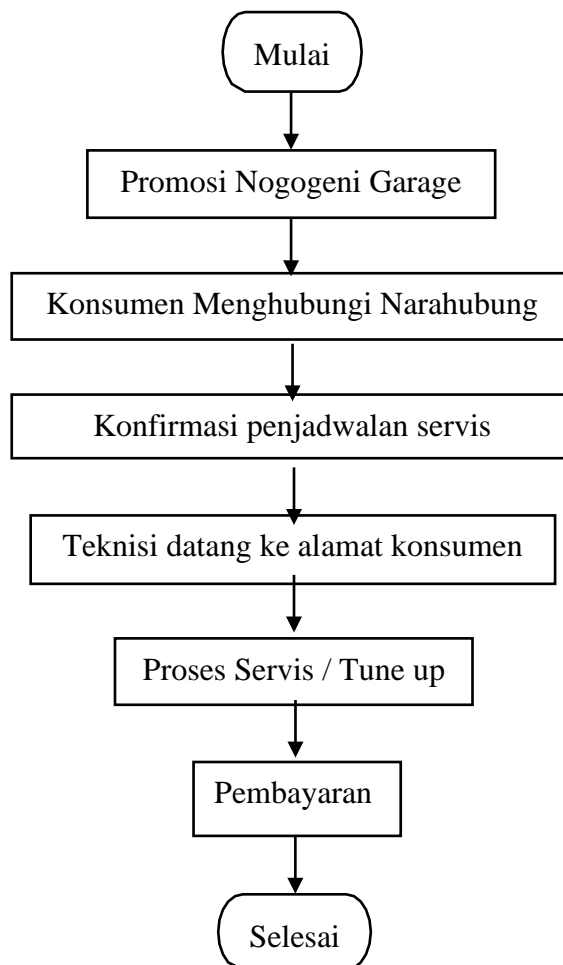 Mulai
Promosi Nogogeni Garage
Konsumen Menghubungi Narahubung
Konfirmasi penjadwalan servis
Teknisi datang ke alamat konsumen
Proses Servis / Tune up
Pembayaran
Selesai